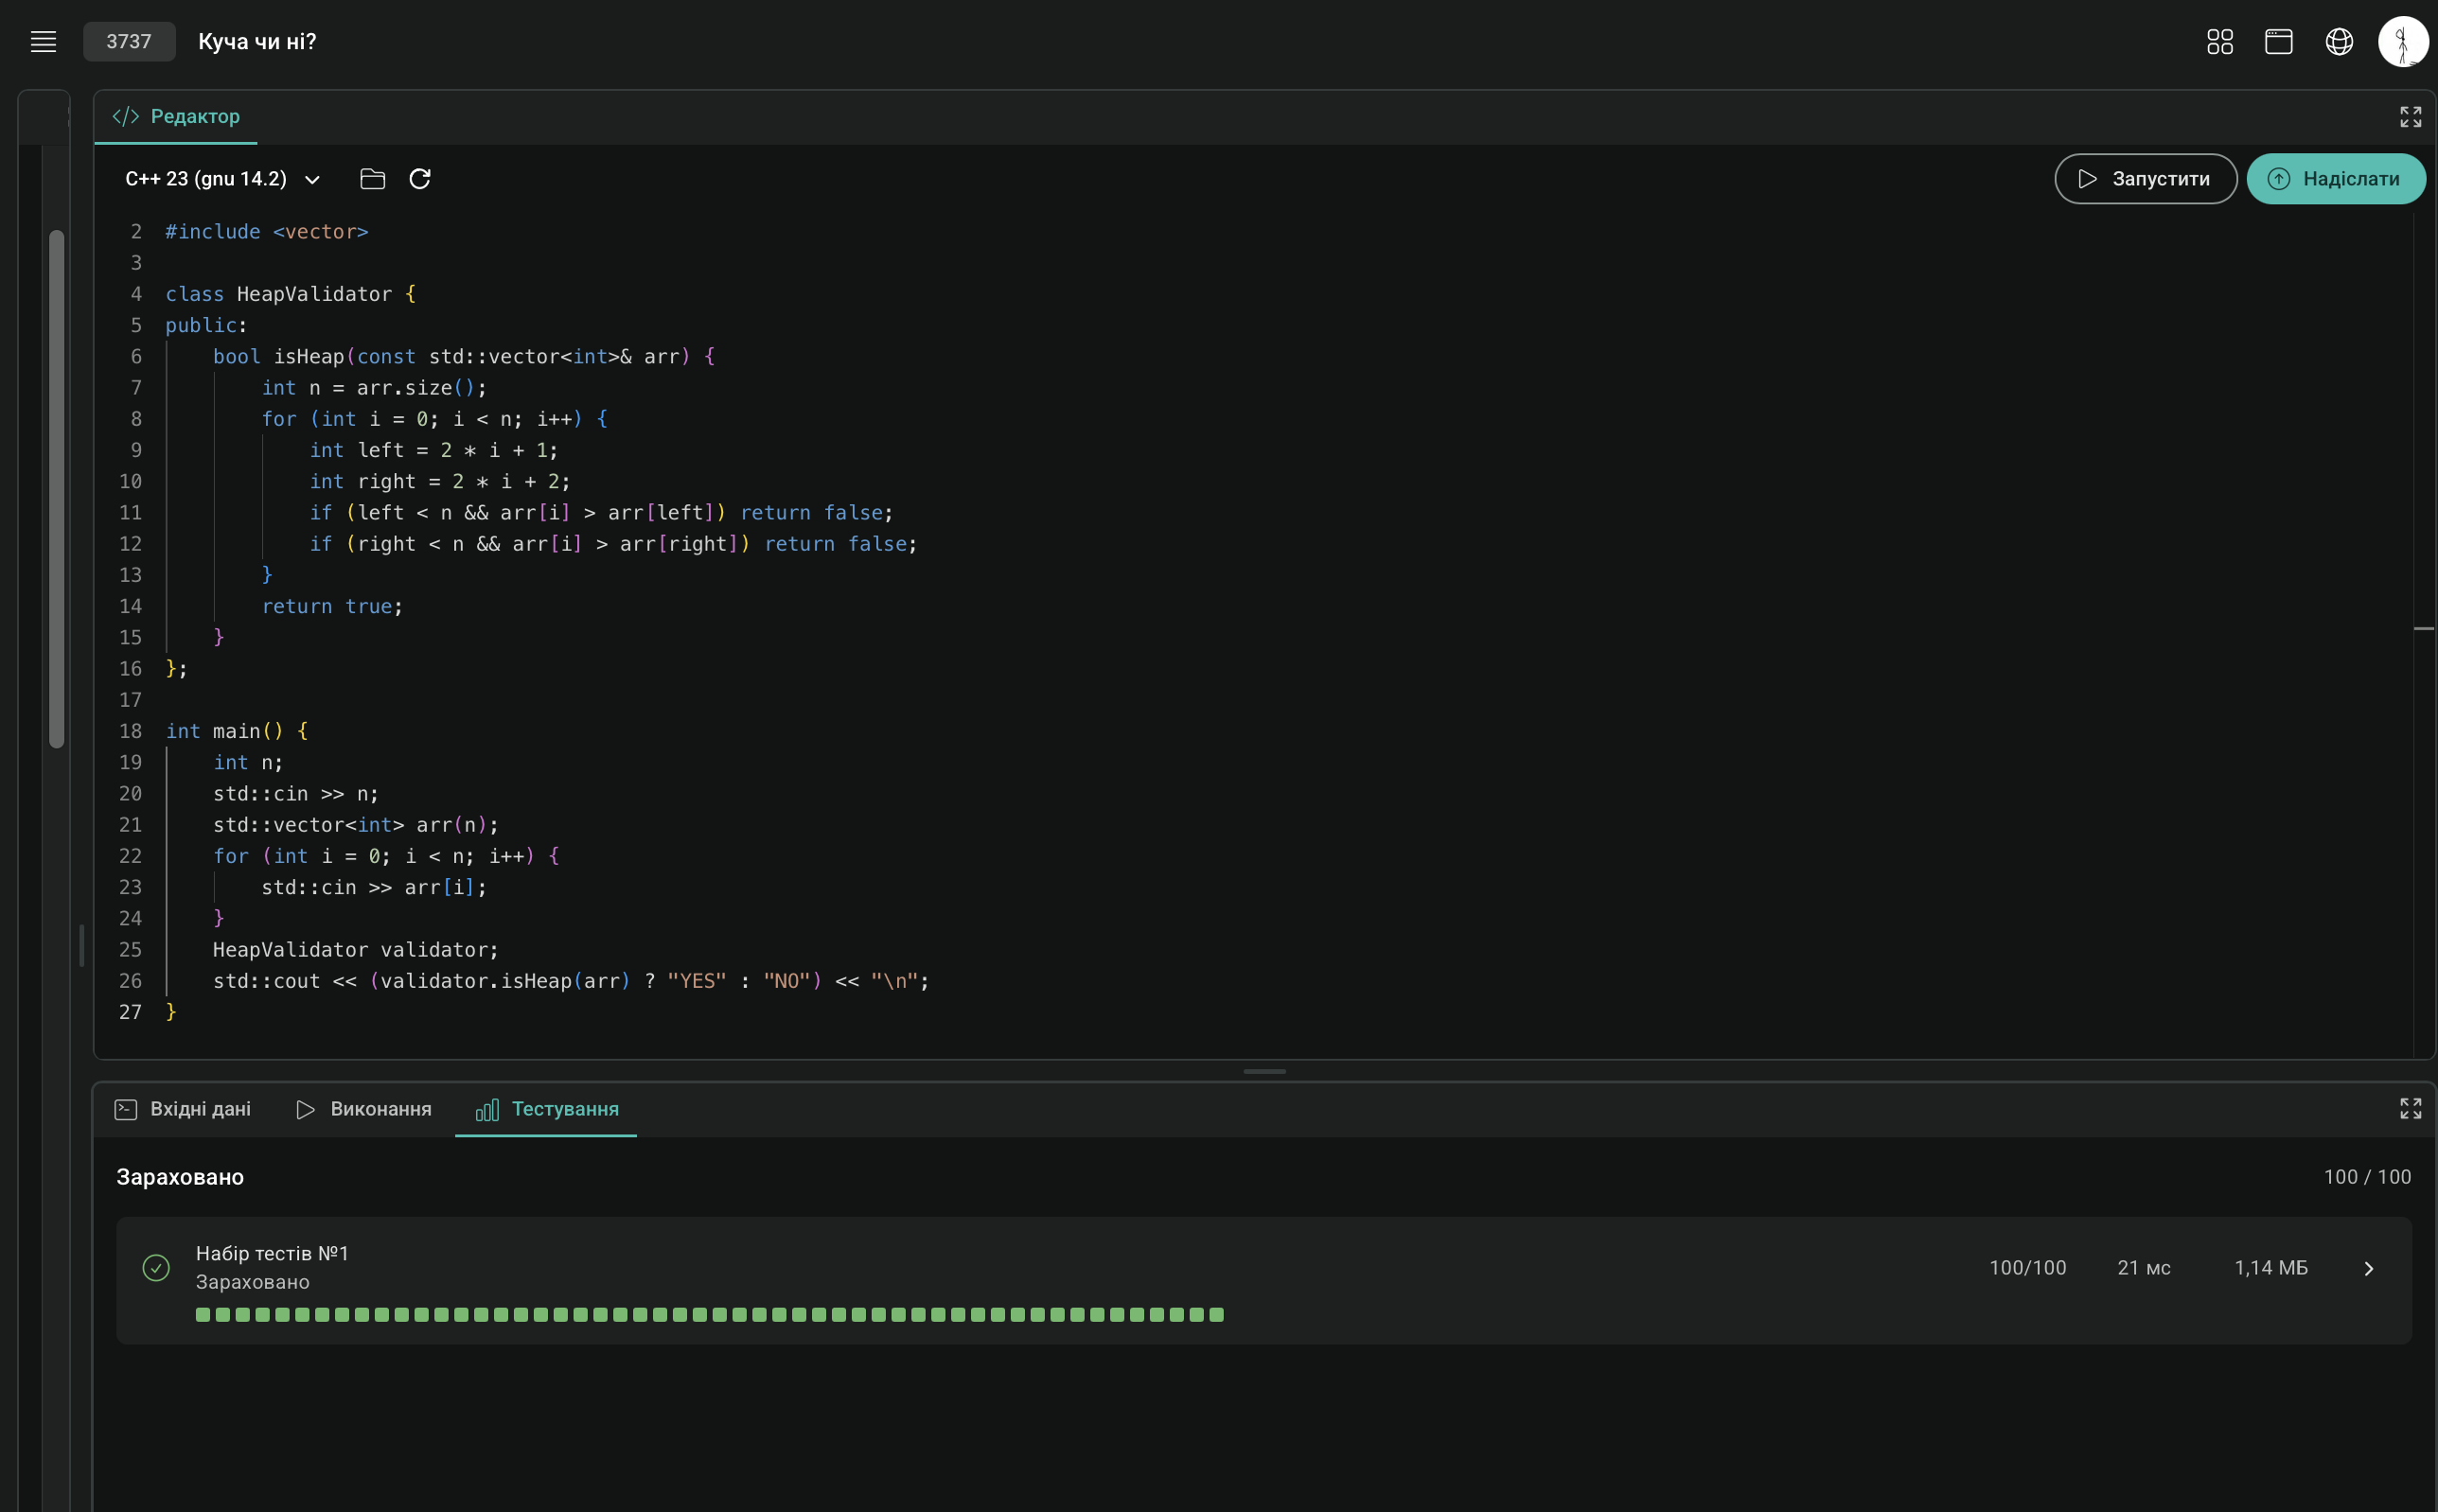 3737 Куча чи ні?
Редактор
C++ 23 (gnu 14.2)
Запустити
Надіслати
2 #include <vector>
3
4 class HeapValidator {
5 public:
6     bool isHeap(const std::vector<int>& arr) {
7         int n = arr.size();
8         for (int i = 0; i < n; i++) {
9             int left = 2 * i + 1;
10             int right = 2 * i + 2;
11             if (left < n && arr[i] > arr[left]) return false;
12             if (right < n && arr[i] > arr[right]) return false;
13         }
14         return true;
15     }
16 };
17
18 int main() {
19     int n;
20     std::cin >> n;
21     std::vector<int> arr(n);
22     for (int i = 0; i < n; i++) {
23         std::cin >> arr[i];
24     }
25     HeapValidator validator;
26     std::cout << (validator.isHeap(arr) ? "YES" : "NO") << "\n";
27 }
Вхідні дані
Виконання
Тестування
Зараховано
100 / 100
Набір тестів №1
Зараховано
100/100
21 мс
1,14 МБ